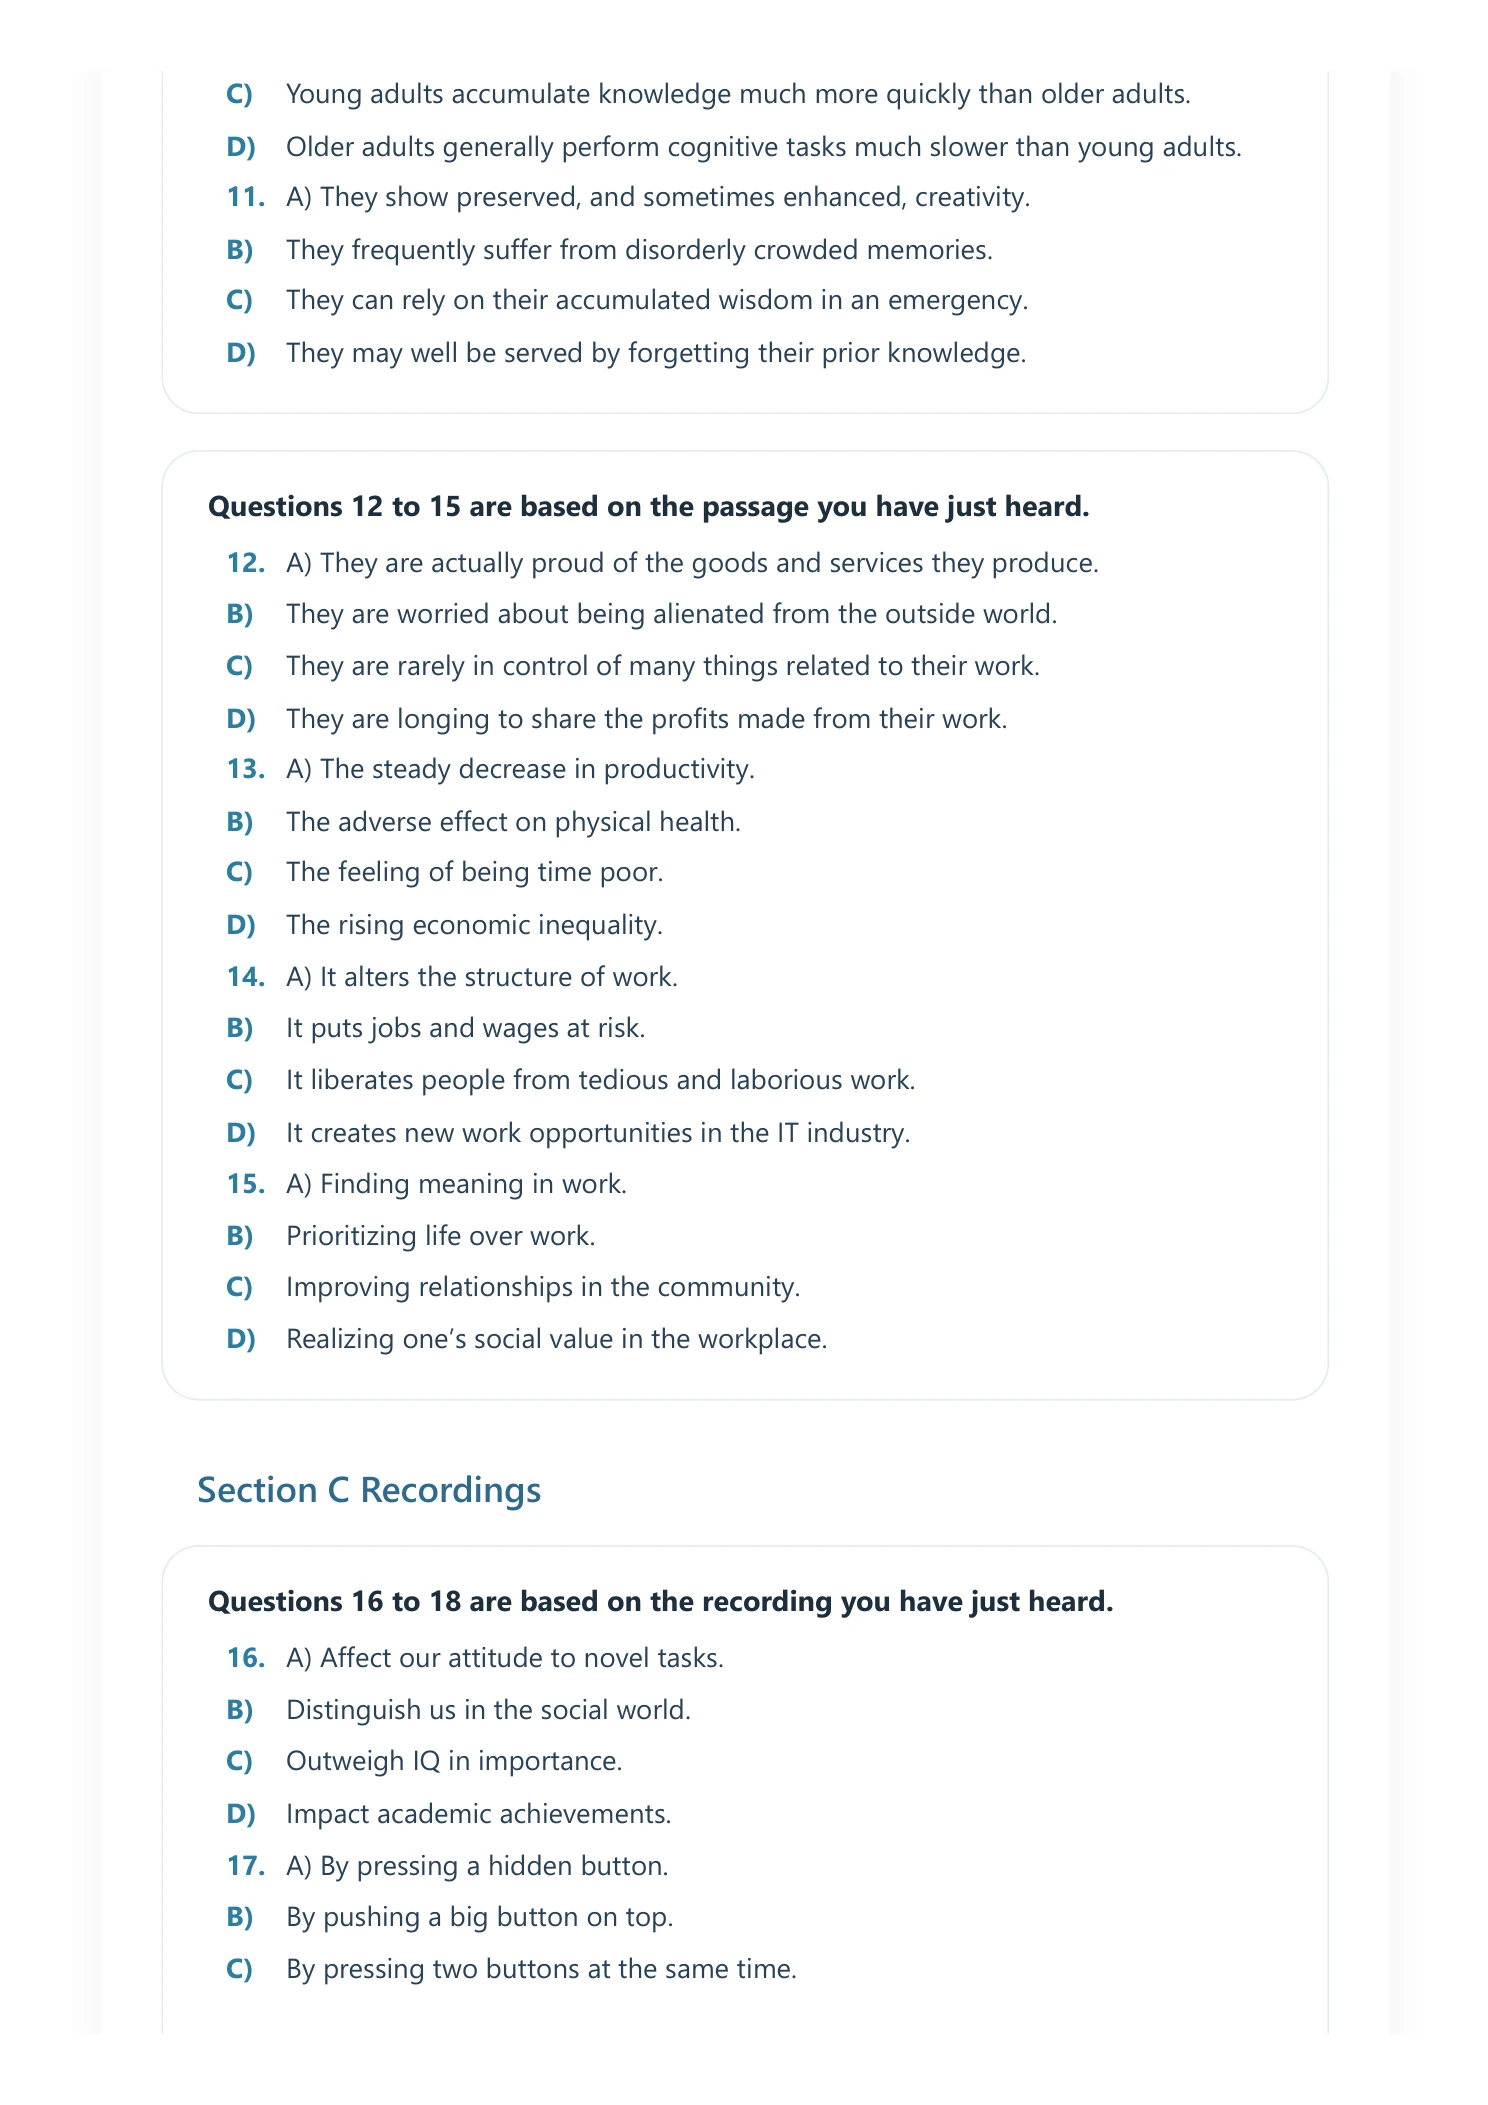 C) Young adults accumulate knowledge much more quickly than older adults.
D) Older adults generally perform cognitive tasks much slower than young adults.
11. A) They show preserved, and sometimes enhanced, creativity.
B) They frequently suffer from disorderly crowded memories.
C) They can rely on their accumulated wisdom in an emergency.
D) They may well be served by forgetting their prior knowledge.
Questions 12 to 15 are based on the passage you have just heard.
12. A) They are actually proud of the goods and services they produce.
B) They are worried about being alienated from the outside world.
C) They are rarely in control of many things related to their work.
D) They are longing to share the profits made from their work.
13. A) The steady decrease in productivity.
B) The adverse effect on physical health.
C) The feeling of being time poor.
D) The rising economic inequality.
14. A) It alters the structure of work.
B) It puts jobs and wages at risk.
C) It liberates people from tedious and laborious work.
D) It creates new work opportunities in the IT industry.
15. A) Finding meaning in work.
B) Prioritizing life over work.
C) Improving relationships in the community.
D) Realizing one's social value in the workplace.
Section C Recordings
Questions 16 to 18 are based on the recording you have just heard.
16. A) Affect our attitude to novel tasks.
B) Distinguish us in the social world.
C) Outweigh IQ in importance.
D) Impact academic achievements.
17. A) By pressing a hidden button.
B) By pushing a big button on top.
C) By pressing two buttons at the same time.